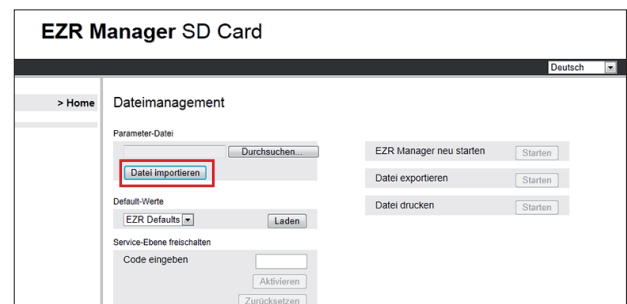 EZR Manager SD Card
Deutsch
> Home
Dateimanagement
Parameter-Datei
Durchsuchen...
Datei importieren
Default-Werte
EZR Defaults
Laden
Service-Ebene freischalten
Code eingeben
Aktivieren
Zurücksetzen
EZR Manager neu starten
Starten
Datei exportieren
Starten
Datei drucken
Starten